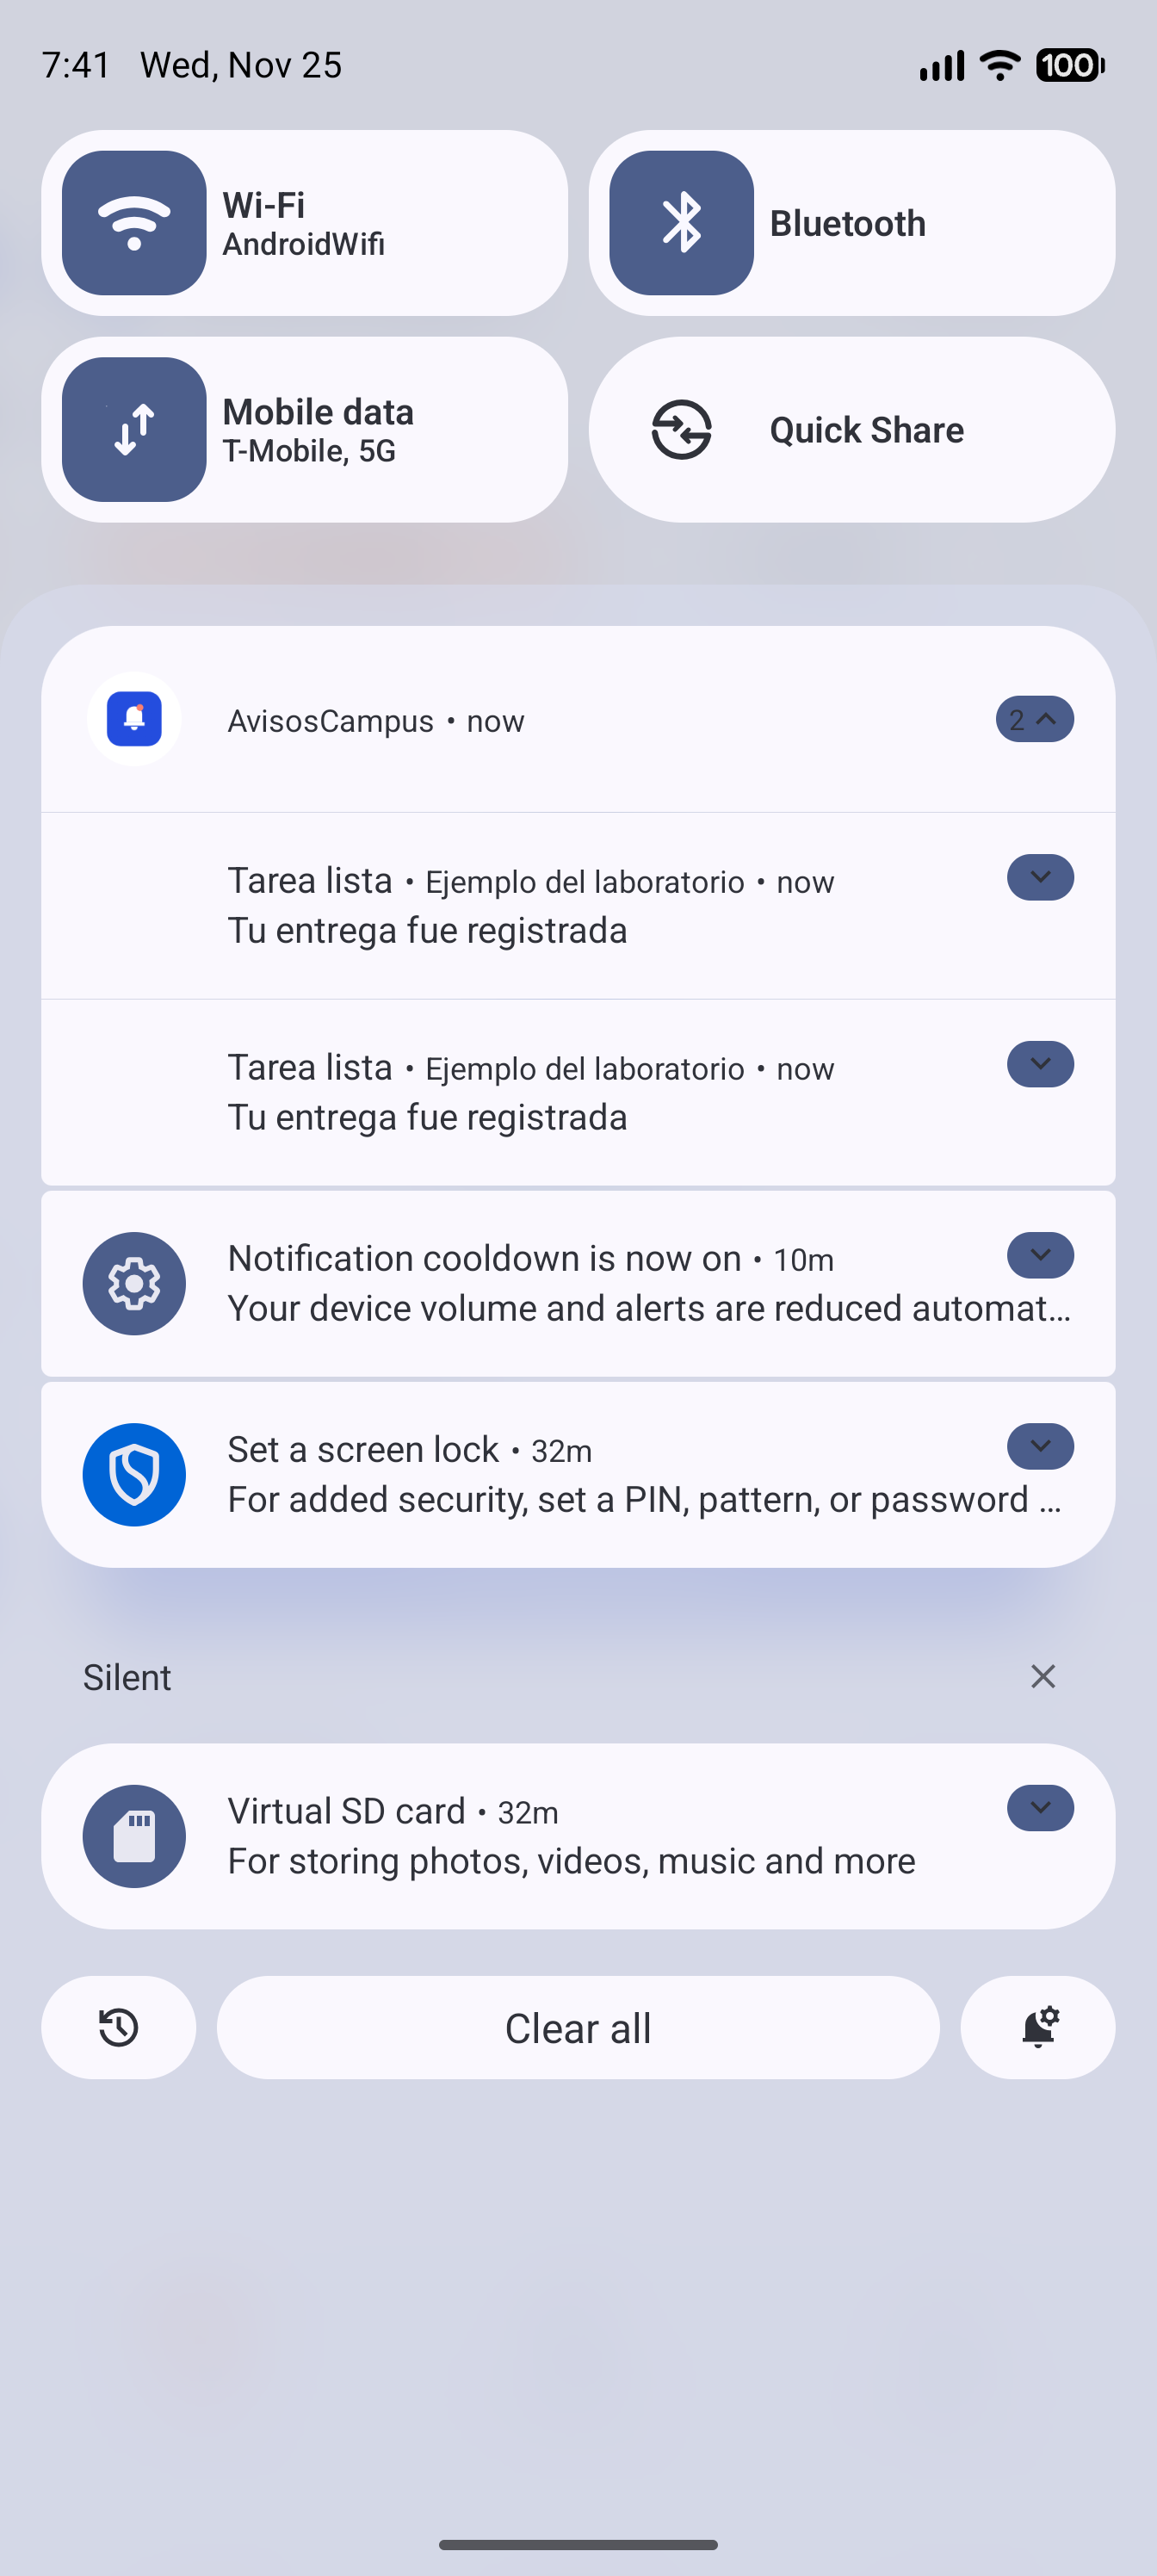 7:41 Wed, Nov 25 100
Wi-Fi
AndroidWifi
Bluetooth
Mobile data
T-Mobile, 5G
Quick Share
AvisosCampus • now 2
Tarea lista • Ejemplo del laboratorio • now
Tu entrega fue registrada
Tarea lista • Ejemplo del laboratorio • now
Tu entrega fue registrada
Notification cooldown is now on • 10m
Your device volume and alerts are reduced automat...
Set a screen lock • 32m
For added security, set a PIN, pattern, or password ...
Silent
Virtual SD card • 32m
For storing photos, videos, music and more
Clear all